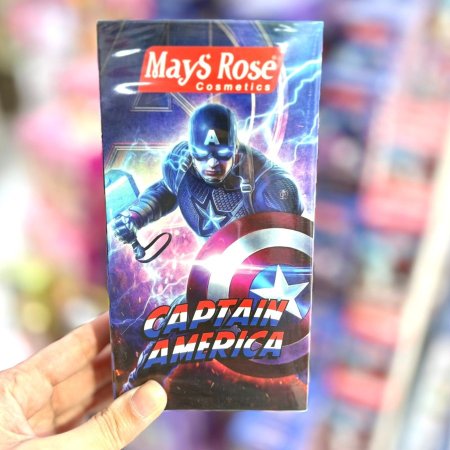 MayS Rose
Cosmetics
A
CAPTAIN
AMERICA